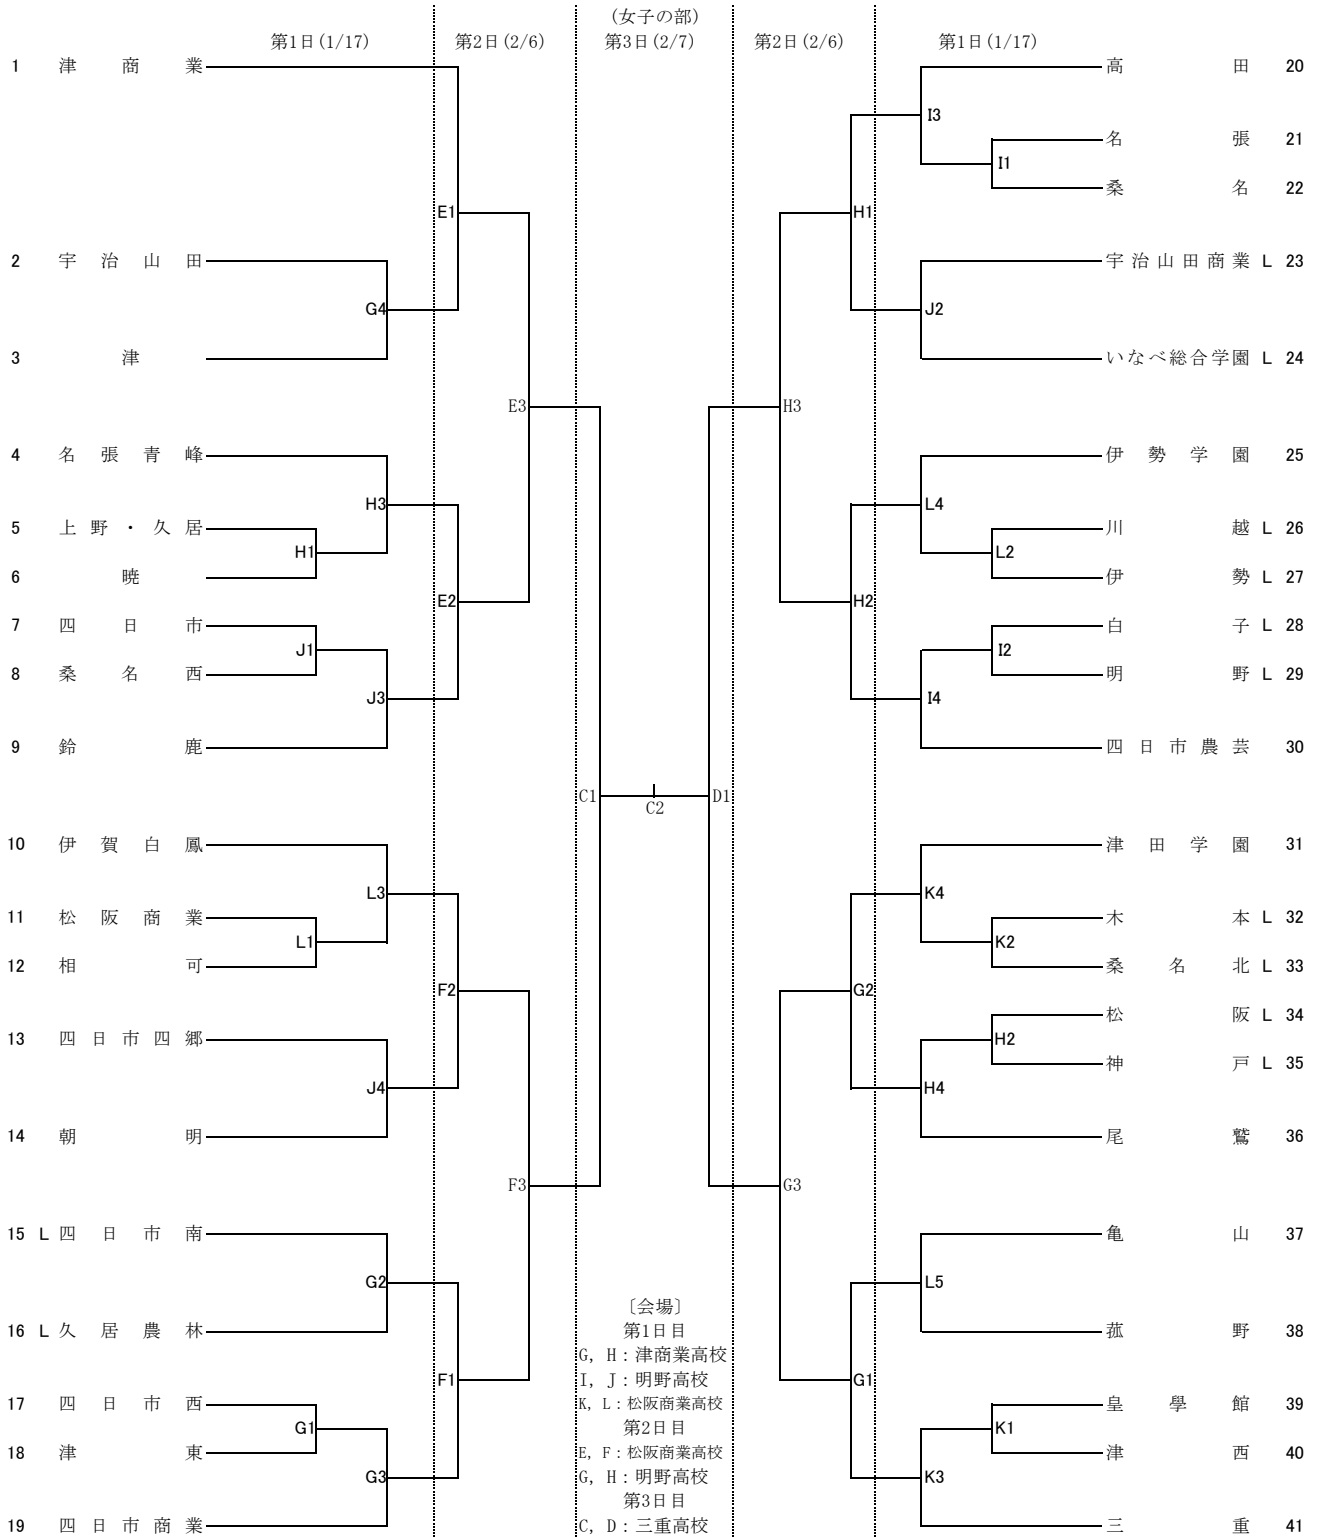 (女子の部)
第1日(1/17) 第2日(2/6) 第3日(2/7) 第2日(2/6) 第1日(1/17)
1 津商業 高田 20
I3
名張 21
I1
桑名 22
E1 H1
2 宇治山田 宇治山田商業 L 23
G4 J2
3 津 いなべ総合学園 L 24
E3 H3
4 名張青峰 伊勢学園 25
H3 L4
5 上野・久居 川越 L 26
H1 L2
6 暁 伊勢 L 27
E2 H2
7 四日市 白子 L 28
J1 I2
8 桑名西 明野 L 29
J3 I4
9 鈴鹿 四日市農芸 30
C1 C2 D1
10 伊賀白鳳 津田学園 31
L3 K4
11 松阪商業 木本 L 32
L1 K2
12 相可 桑名北 L 33
F2 G2
松阪 L 34
13 四日市四郷 H2
神戸 L 35
J4 H4
14 朝明 尾鷲 36
F3 G3
15 L 四日市南 亀山 37
G2 L5
〔会場〕
第1日目
16 L 久居農林 菰野 38
G, H:津商業高校
F1 I, J:明野高校 G1
17 四日市西 K, L:松阪商業高校 皇學館 39
G1 第2日目 K1
18 津東 E, F:松阪商業高校 津西 40
G3 G, H:明野高校 K3
第3日目
19 四日市商業 C, D:三重高校 三重 41